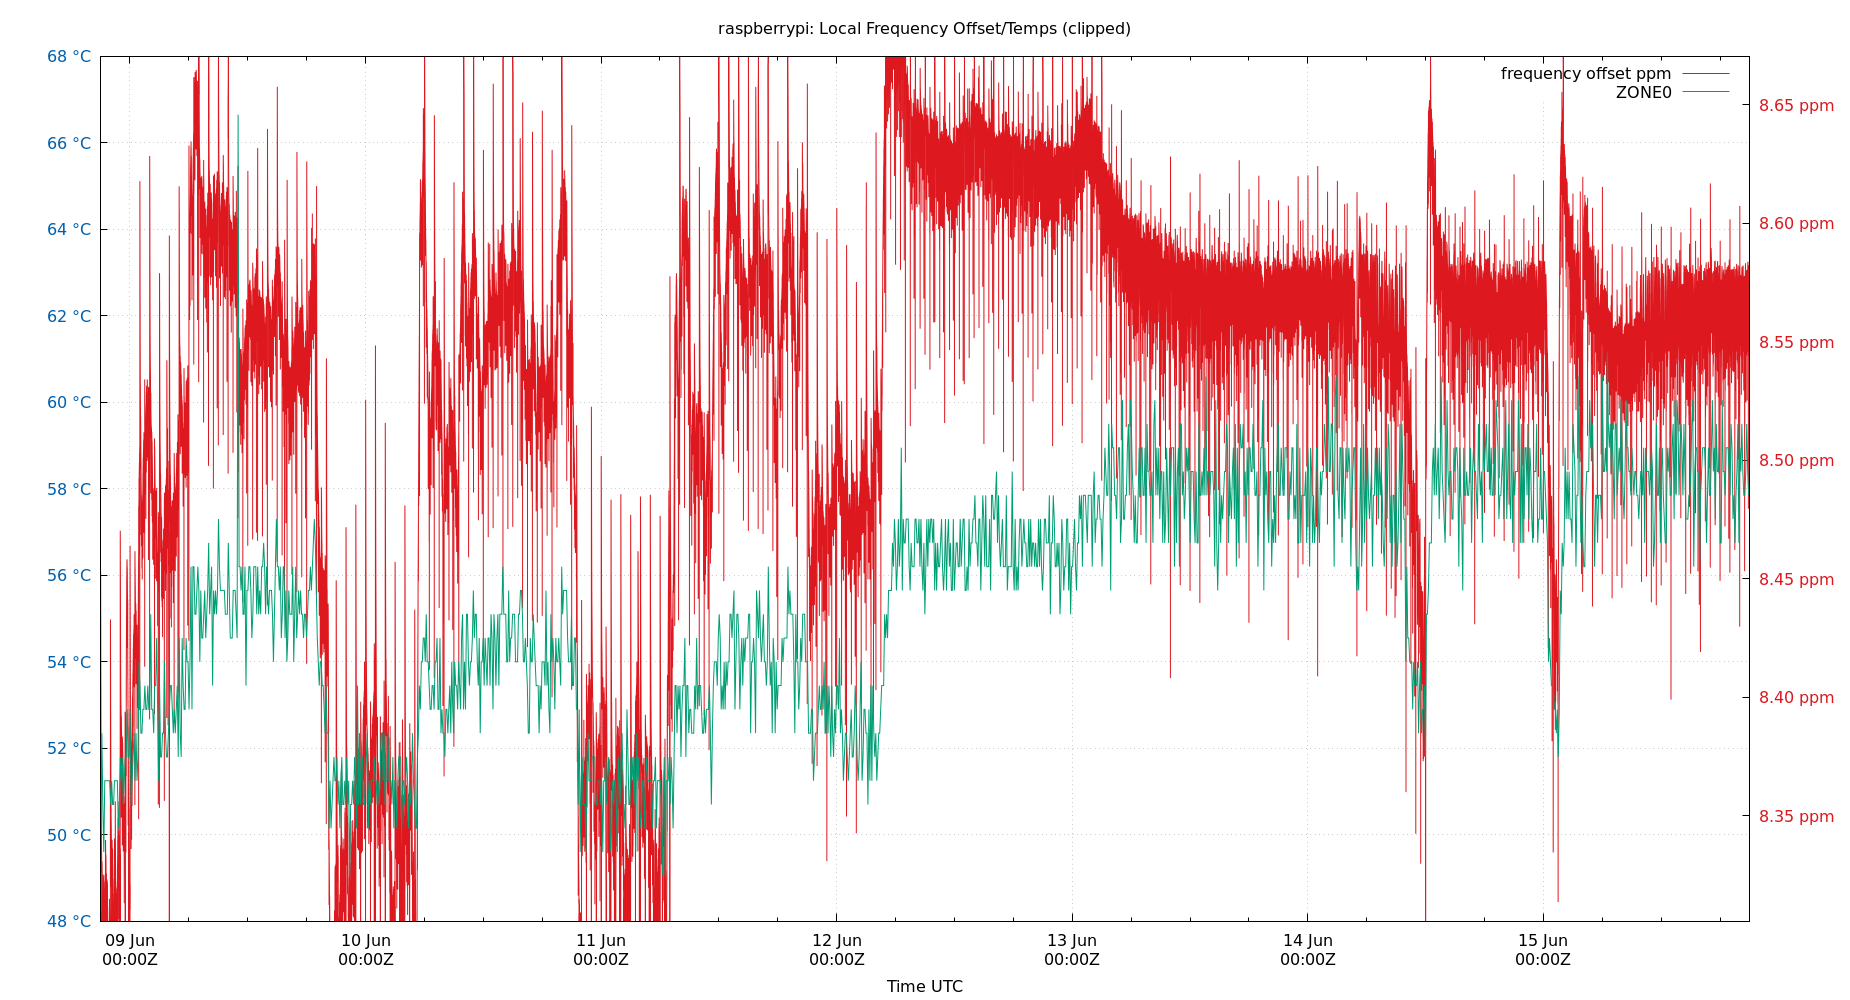 raspberrypi: Local Frequency Offset/Temps (clipped)
68 °C
66 °C
64 °C
62 °C
60 °C
58 °C
56 °C
54 °C
52 °C
50 °C
48 °C
frequency offset ppm
ZONE0
8.65 ppm
8.60 ppm
8.55 ppm
8.50 ppm
8.45 ppm
8.40 ppm
8.35 ppm
09 Jun
00:00Z
10 Jun
00:00Z
11 Jun
00:00Z
12 Jun
00:00Z
13 Jun
00:00Z
14 Jun
00:00Z
15 Jun
00:00Z
Time UTC